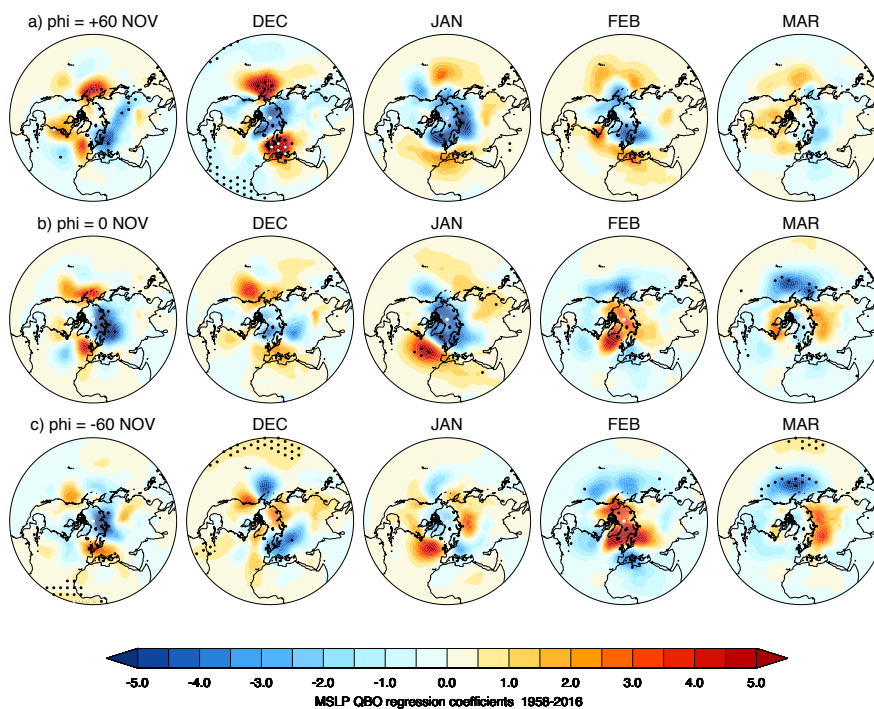 a) phi = +60 NOV DEC JAN FEB MAR
b) phi = 0 NOV DEC JAN FEB MAR
c) phi = -60 NOV DEC JAN FEB MAR
-5.0 -4.0 -3.0 -2.0 -1.0 0.0 1.0 2.0 3.0 4.0 5.0
MSLP QBO regression coefficients 1958-2016